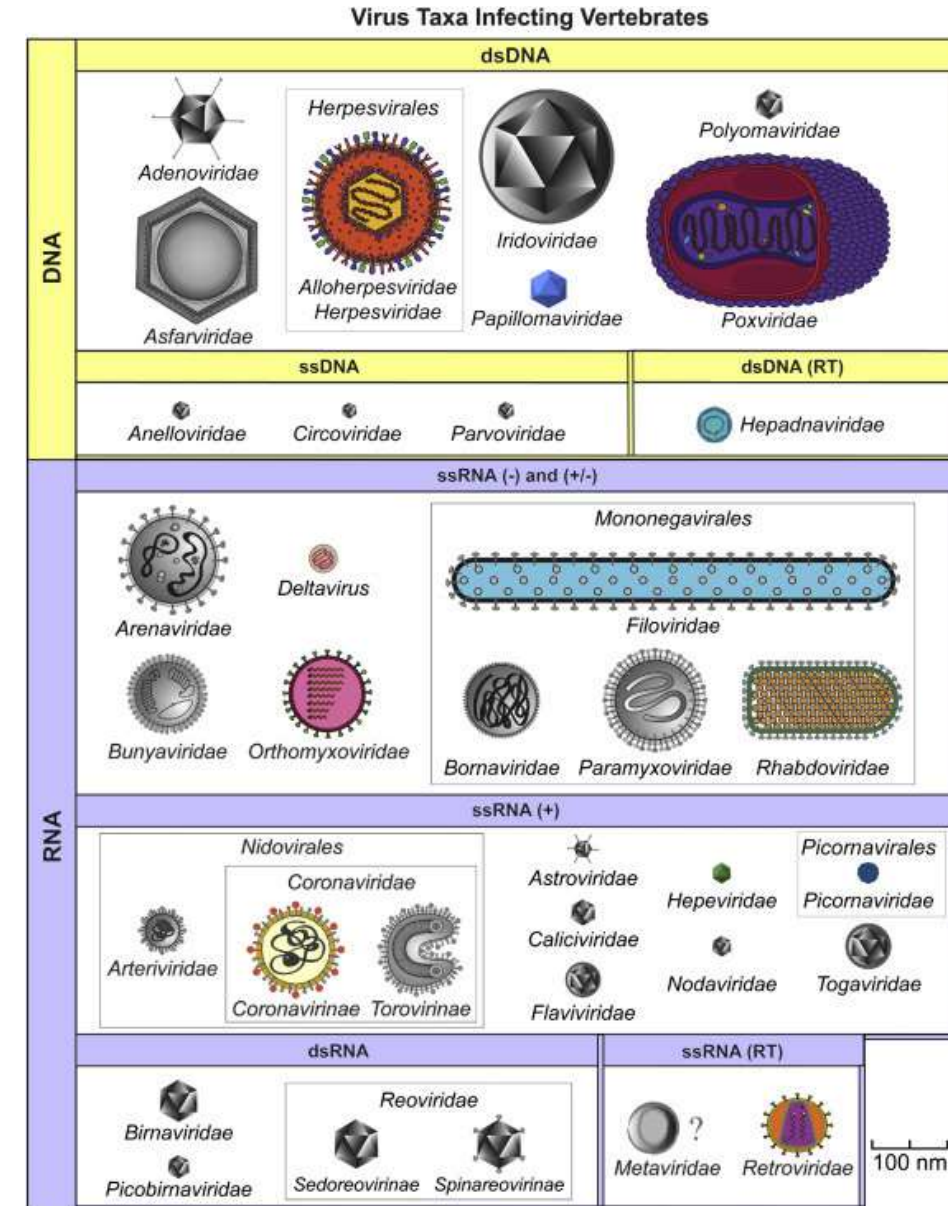 Virus Taxa Infecting Vertebrates
DNA
dsDNA
Adenoviridae
Asfarviridae
Herpesvirales
Alloherpesviridae
Herpesviridae
Iridoviridae
Papillomaviridae
Polyomaviridae
Poxviridae
ssDNA
Anelloviridae
Circoviridae
Parvoviridae
dsDNA (RT)
Hepadnaviridae
RNA
ssRNA (-) and (+/-)
Arenaviridae
Deltavirus
Bunyaviridae
Orthomyxoviridae
Mononegavirales
Filoviridae
Bornaviridae
Paramyxoviridae
Rhabdoviridae
ssRNA (+)
Nidovirales
Arteriviridae
Coronaviridae
Coronavirinae
Torovirinae
Astroviridae
Caliciviridae
Flaviviridae
Hepeviridae
Nodaviridae
Picornavirales
Picornaviridae
Togaviridae
dsRNA
Birnaviridae
Picobirnaviridae
Reoviridae
Sedoreovirinae
Spinareovirinae
ssRNA (RT)
?
Metaviridae
Retroviridae
100 nm